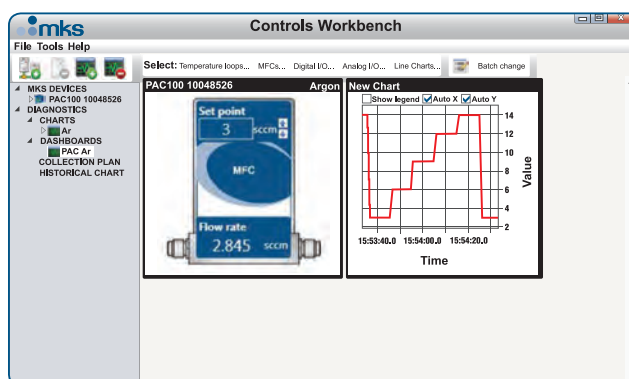 mks
Controls Workbench
File Tools Help
Select: Temperature loops... MFCs... Digital I/O... Analog I/O... Line Charts... Batch change
MKS DEVICES
PAC100 10048526
DIAGNOSTICS
CHARTS
Ar
DASHBOARDS
PAC Ar
COLLECTION PLAN
HISTORICAL CHART
PAC100 10048526 Argon
Set point
3 sccm
MFC
Flow rate
2.845 sccm
New Chart
Show legend Auto X Auto Y
14
12
10
8
6
4
2
Value
15:53:40.0 15:54:00.0 15:54:20.0
Time